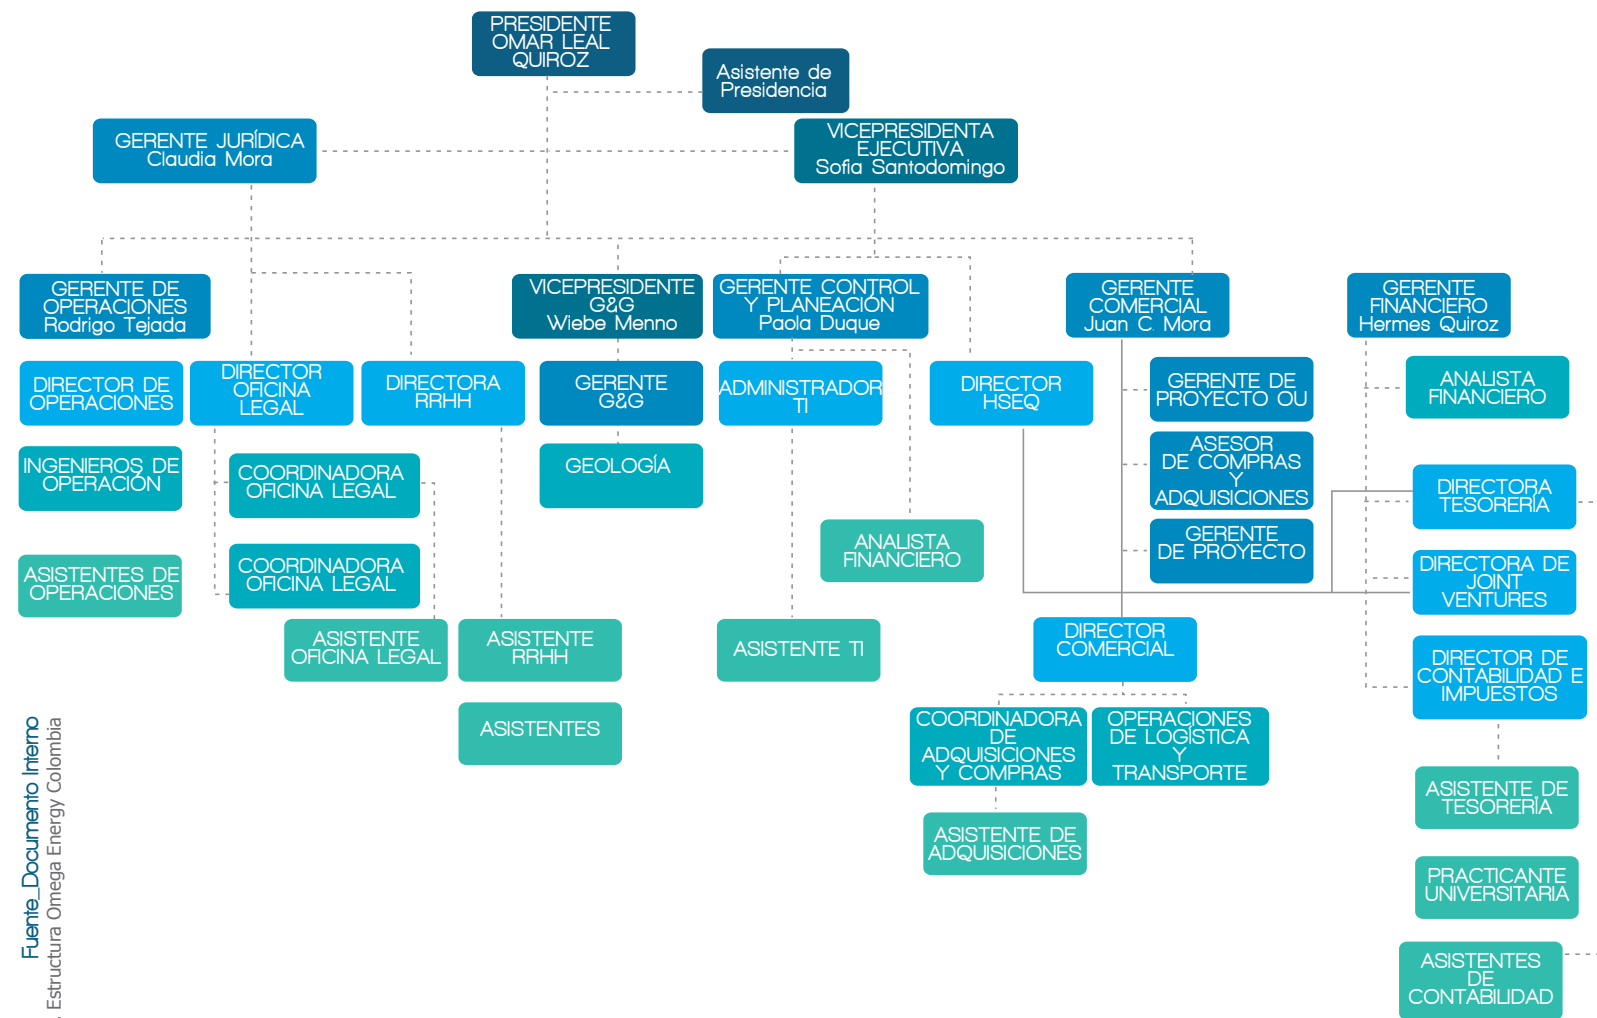 PRESIDENTE
OMAR LEAL
QUIROZ
Asistente de
Presidencia
GERENTE JURÍDICA
Claudia Mora
VICEPRESIDENTA
EJECUTIVA
Sofia Santodomingo
GERENTE DE
OPERACIONES
Rodrigo Tejada
VICEPRESIDENTE
G&G
Wiebe Menno
GERENTE CONTROL
Y PLANEACIÓN
Paola Duque
GERENTE
COMERCIAL
Juan C. Mora
GERENTE
FINANCIERO
Hermes Quiroz
DIRECTOR DE
OPERACIONES
DIRECTOR
OFICINA
LEGAL
DIRECTORA
RRHH
GERENTE
G&G
ADMINISTRADOR
TI
DIRECTOR
HSEQ
GERENTE DE
PROYECTO OU
ANALISTA
FINANCIERO
INGENIEROS DE
OPERACIÓN
COORDINADORA
OFICINA LEGAL
GEOLOGÍA
ASESOR
DE COMPRAS
Y
ADQUISICIONES
DIRECTORA
TESORERÍA
ANALISTA
FINANCIERO
GERENTE
DE PROYECTO
ASISTENTES DE
OPERACIONES
COORDINADORA
OFICINA LEGAL
DIRECTORA DE
JOINT
VENTURES
ASISTENTE
OFICINA LEGAL
ASISTENTE
RRHH
ASISTENTE TI
DIRECTOR
COMERCIAL
DIRECTOR DE
CONTABILIDAD E
IMPUESTOS
ASISTENTES
COORDINADORA
DE
ADQUISICIONES
Y COMPRAS
OPERACIONES
DE LOGÍSTICA
Y
TRANSPORTE
ASISTENTE DE
TESORERÍA
ASISTENTE DE
ADQUISICIONES
PRACTICANTE
UNIVERSITARIA
ASISTENTES
DE
CONTABILIDAD
Fuente_Documento Interno
. Estructura Omega Energy Colombia